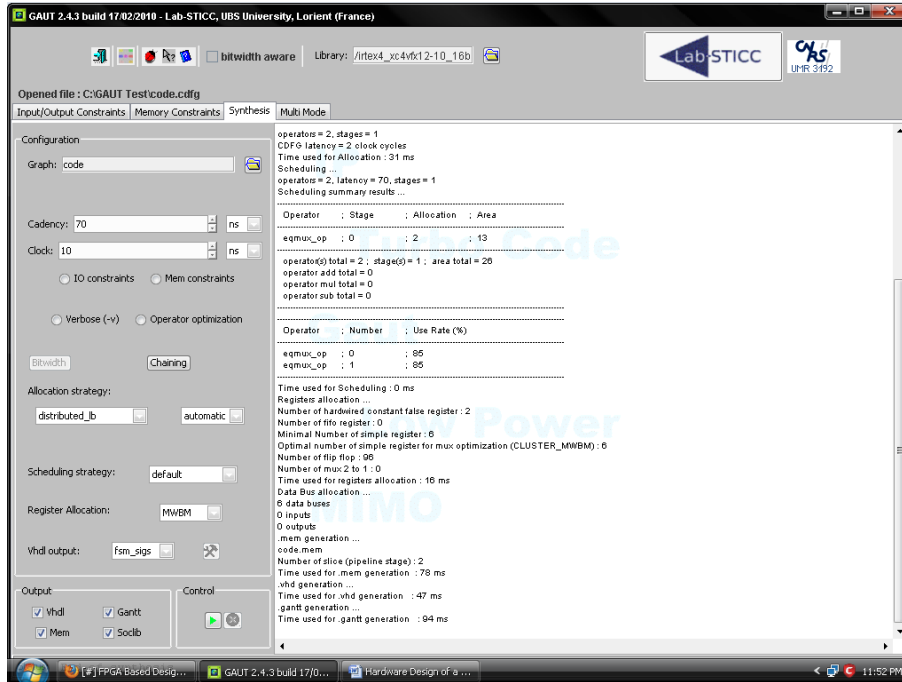 GAUT 2.4.3 build 17/02/2010 - Lab-STICC, UBS University, Lorient (France)
bitwidth aware Library: /irtex4_xc4vfx12-10_16b
Lab-STICC
CNRS
UMR 3192
Opened file : C:\GAUT Test\code.cdfg
Input/Output Constraints Memory Constraints Synthesis Multi Mode
Configuration
Graph: code
Cadency: 70 ns
Clock: 10 ns
IO constraints Mem constraints
Verbose (-v) Operator optimization
Bitwidth Chaining
Allocation strategy:
distributed_lb automatic
Scheduling strategy: default
Register Allocation: MWBM
Vhdl output: fsm_sigs
Output
Vhdl Gantt
Mem Soclib
Control
operators = 2, stages = 1
CDFG latency = 2 clock cycles
Time used for Allocation : 31 ms
Scheduling ...
operators = 2, latency = 70, stages = 1
Scheduling summary results ...
Operator ; Stage ; Allocation ; Area
eqmux_op ; 0 ; 2 ; 13
Turbo Code
operator(s) total = 2 ; stage(s) = 1 ; area total = 26
operator add total = 0
operator mul total = 0
operator sub total = 0
Gaut
Operator ; Number ; Use Rate (%)
eqmux_op ; 0 ; 85
eqmux_op ; 1 ; 85
Time used for Scheduling : 0 ms
Registers allocation ...
Number of hardwired constant false register : 2
Number of fifo register : 0
Low Power
Minimal Number of simple register : 6
Optimal number of simple register for mux optimization (CLUSTER_MWBM) : 6
Number of flip flop : 96
Number of mux 2 to 1 : 0
Time used for registers allocation : 16 ms
Data Bus allocation ...
6 data buses
MIMO
0 inputs
0 outputs
.mem generation ...
code.mem
Number of slice (pipeline stage) : 2
Time used for .mem generation : 78 ms
.vhd generation ...
Time used for .vhd generation : 47 ms
.gantt generation ...
Time used for .gantt generation : 94 ms
[#] FPGA Based Desig... GAUT 2.4.3 build 17/0... Hardware Design of a ... 11:52 PM